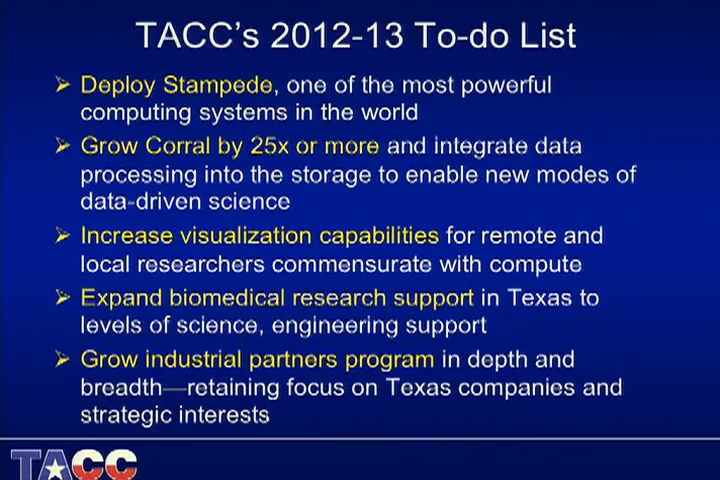 TACC's 2012-13 To-do List
Deploy Stampede, one of the most powerful
computing systems in the world
Grow Corral by 25x or more and integrate data
processing into the storage to enable new modes of
data-driven science
Increase visualization capabilities for remote and
local researchers commensurate with compute
Expand biomedical research support in Texas to
levels of science, engineering support
Grow industrial partners program in depth and
breadth—retaining focus on Texas companies and
strategic interests
TACC